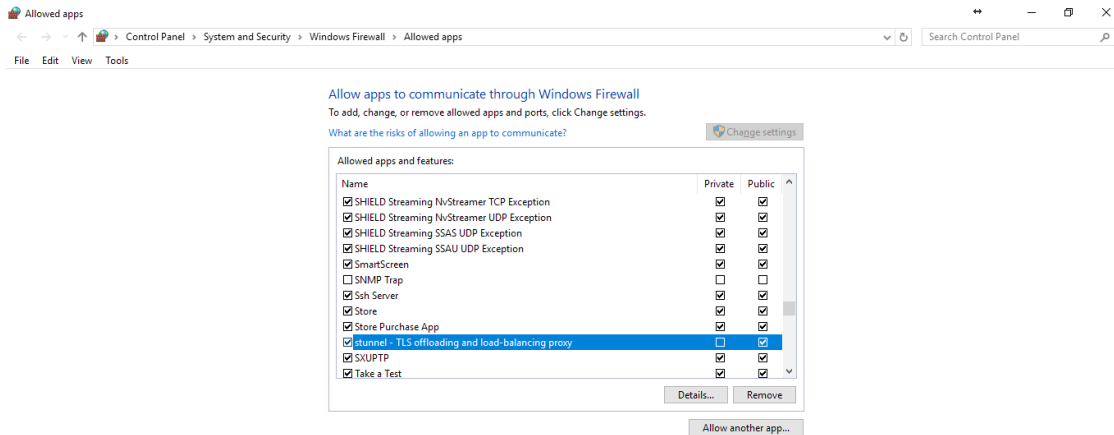 Allowed apps
Control Panel > System and Security > Windows Firewall > Allowed apps
Search Control Panel
File Edit View Tools
Allow apps to communicate through Windows Firewall
To add, change, or remove allowed apps and ports, click Change settings.
What are the risks of allowing an app to communicate?
Change settings
Allowed apps and features:
Name Private Public
SHIELD Streaming NvStreamer TCP Exception
SHIELD Streaming NvStreamer UDP Exception
SHIELD Streaming SSAS UDP Exception
SHIELD Streaming SSAU UDP Exception
SmartScreen
SNMP Trap
Ssh Server
Store
Store Purchase App
stunnel - TLS offloading and load-balancing proxy
SXUPTP
Take a Test
Details... Remove
Allow another app...